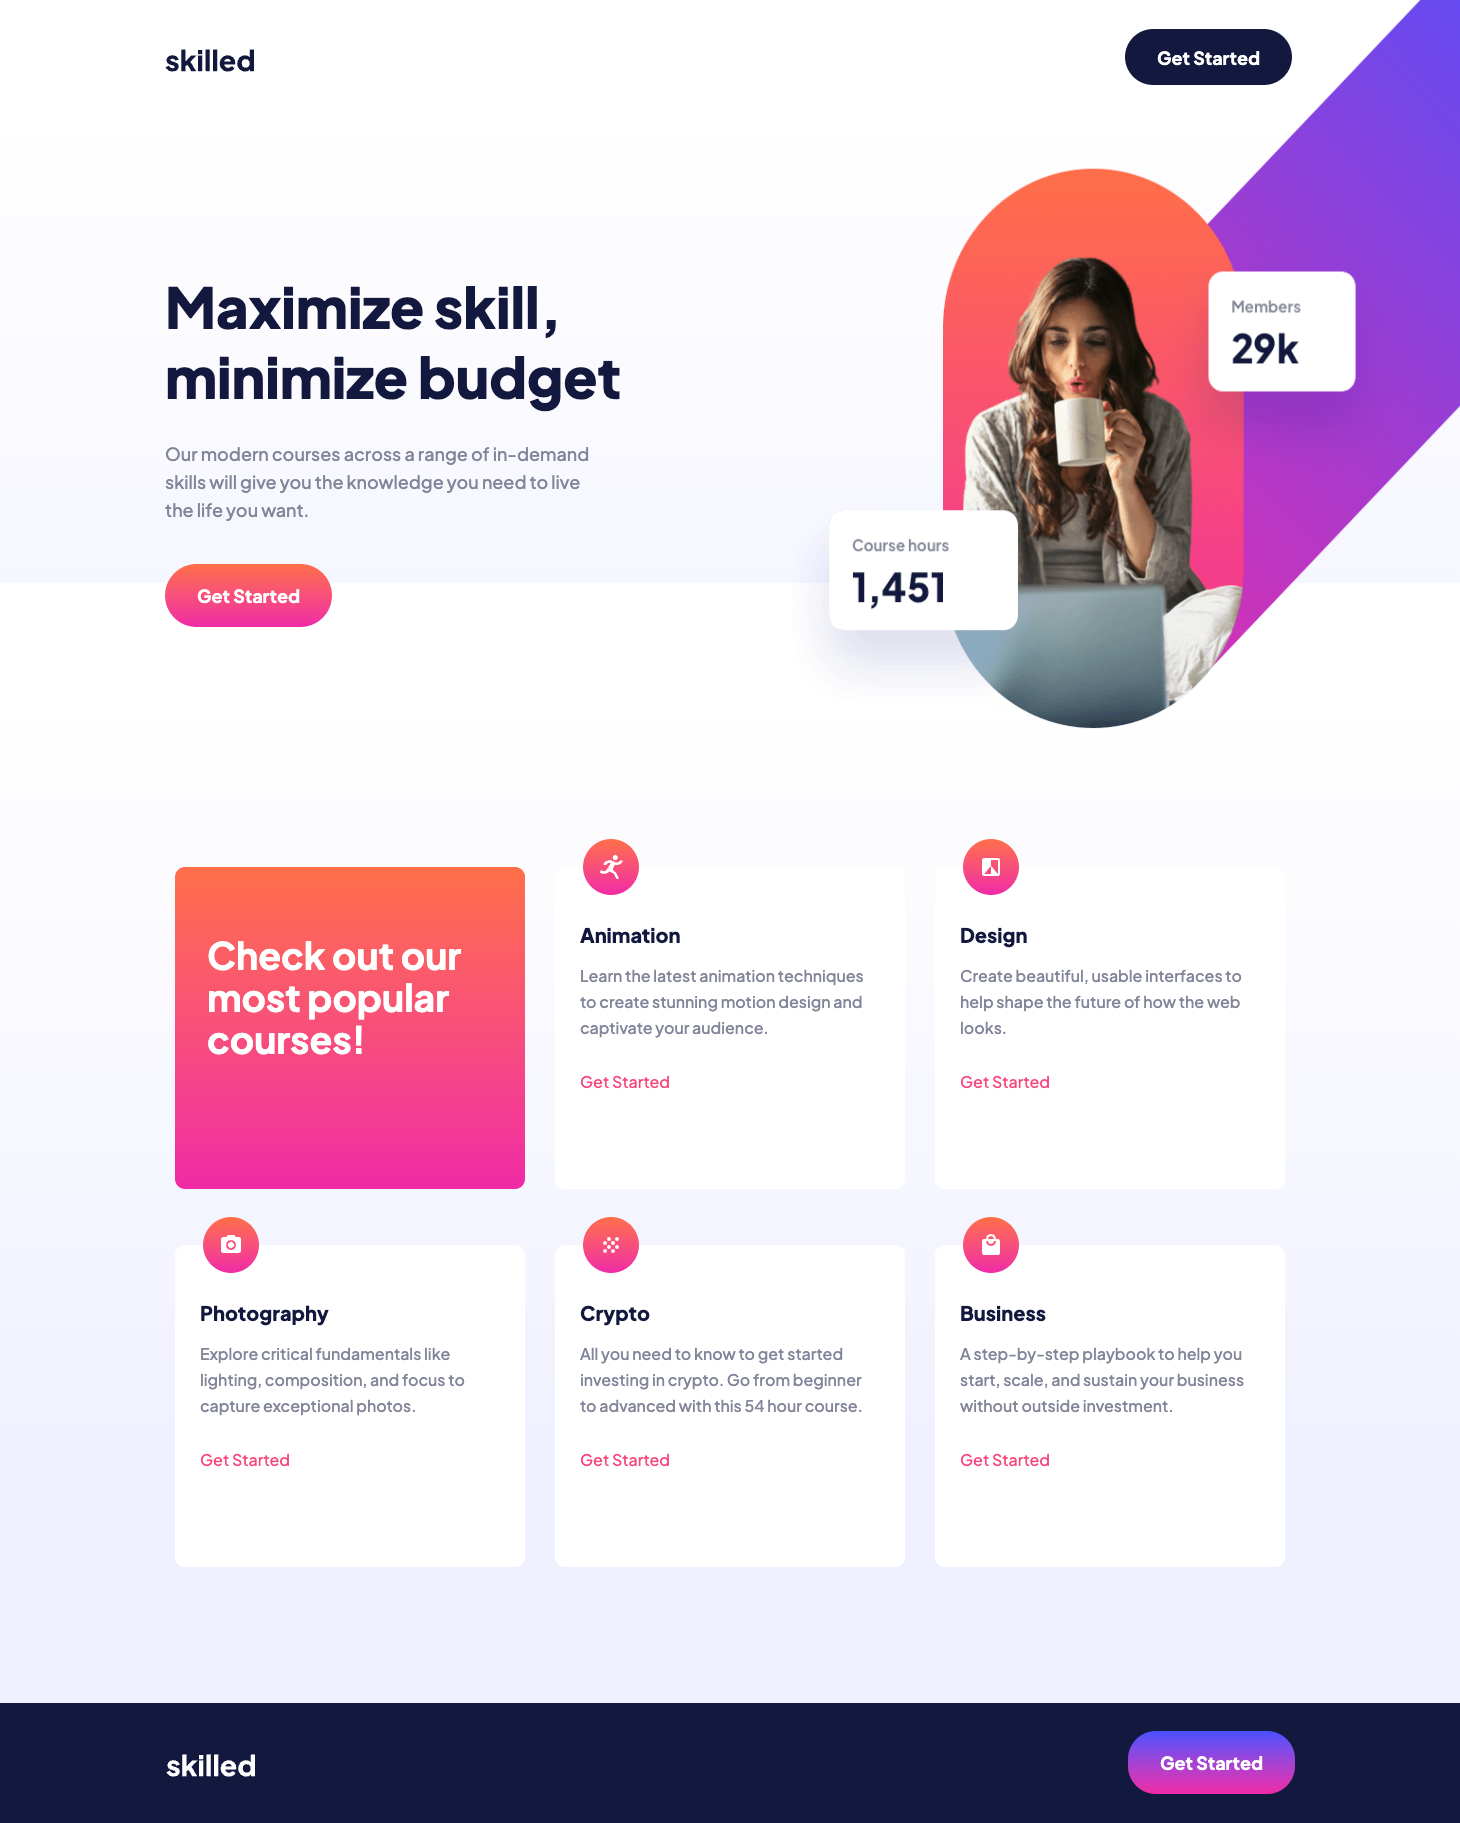 skilled
Get Started
Maximize skill,
minimize budget
Our modern courses across a range of in-demand
skills will give you the knowledge you need to live
the life you want.
Get Started
Members
29k
Course hours
1,451
Check out our
most popular
courses!
Animation
Learn the latest animation techniques
to create stunning motion design and
captivate your audience.
Get Started
Design
Create beautiful, usable interfaces to
help shape the future of how the web
looks.
Get Started
Photography
Explore critical fundamentals like
lighting, composition, and focus to
capture exceptional photos.
Get Started
Crypto
All you need to know to get started
investing in crypto. Go from beginner
to advanced with this 54 hour course.
Get Started
Business
A step-by-step playbook to help you
start, scale, and sustain your business
without outside investment.
Get Started
skilled
Get Started